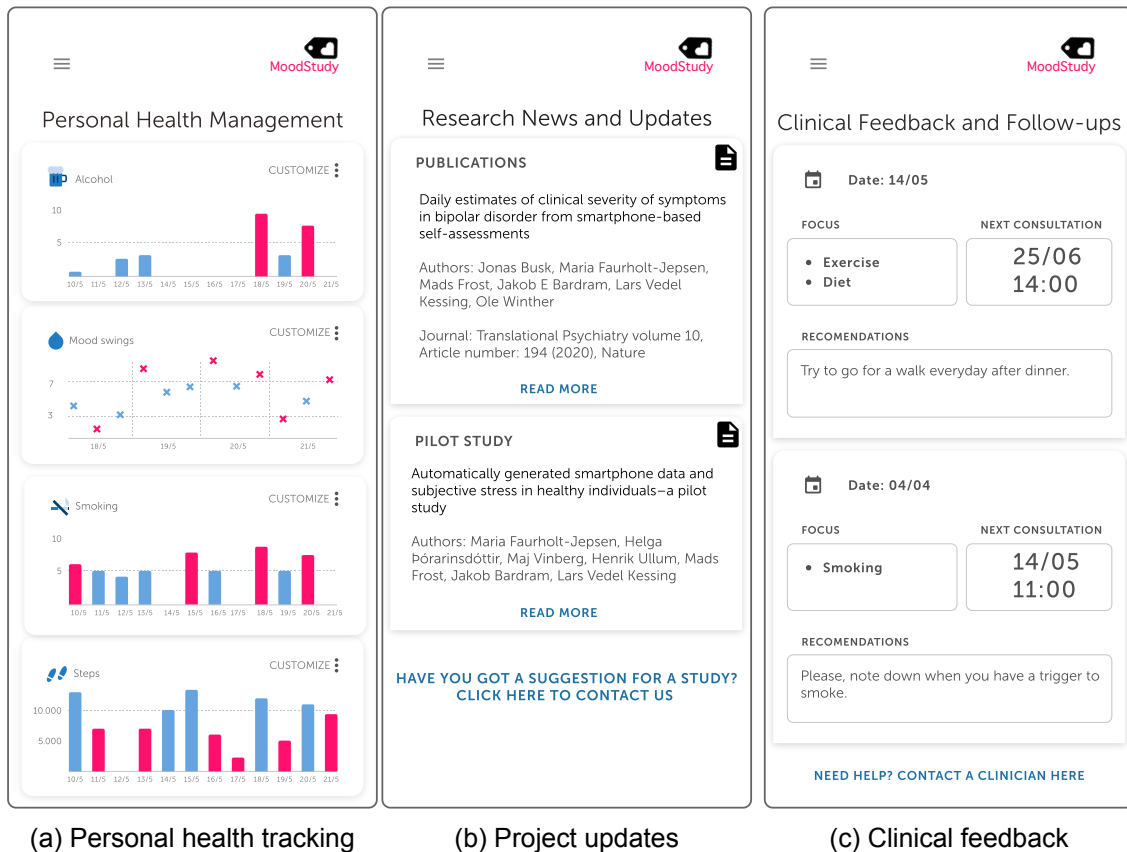 MoodStudy
Personal Health Management
Alcohol
CUSTOMIZE
10
5
10/5 11/5 12/5 13/5 18/5 19/5 20/5 21/5
Mood swings
CUSTOMIZE
7
3
18/5 19/5 20/5 21/5
Smoking
CUSTOMIZE
10
5
10/5 11/5 12/5 13/5 14/5 15/5 16/5 17/5 18/5 19/5 20/5 21/5
Steps
CUSTOMIZE
10.000
5.000
10/5 11/5 12/5 13/5 14/5 15/5 16/5 17/5 18/5 19/5 20/5 21/5
(a) Personal health tracking
MoodStudy
Research News and Updates
PUBLICATIONS
Daily estimates of clinical severity of symptoms
in bipolar disorder from smartphone-based
self-assessments
Authors: Jonas Busk, Maria Faurholt-Jepsen,
Mads Frost, Jakob E Bardram, Lars Vedel
Kessing, Ole Winther
Journal: Translational Psychiatry volume 10,
Article number: 194 (2020), Nature
READ MORE
PILOT STUDY
Automatically generated smartphone data and
subjective stress in healthy individuals–a pilot
study
Authors: Maria Faurholt-Jepsen, Helga
Þórarinsdóttir, Maj Vinberg, Henrik Ullum, Mads
Frost, Jakob Bardram, Lars Vedel Kessing
READ MORE
HAVE YOU GOT A SUGGESTION FOR A STUDY?
CLICK HERE TO CONTACT US
(b) Project updates
MoodStudy
Clinical Feedback and Follow-ups
Date: 14/05
FOCUS
• Exercise
• Diet
NEXT CONSULTATION
25/06
14:00
RECOMENDATIONS
Try to go for a walk everyday after dinner.
Date: 04/04
FOCUS
• Smoking
NEXT CONSULTATION
14/05
11:00
RECOMENDATIONS
Please, note down when you have a trigger to
smoke.
NEED HELP? CONTACT A CLINICIAN HERE
(c) Clinical feedback